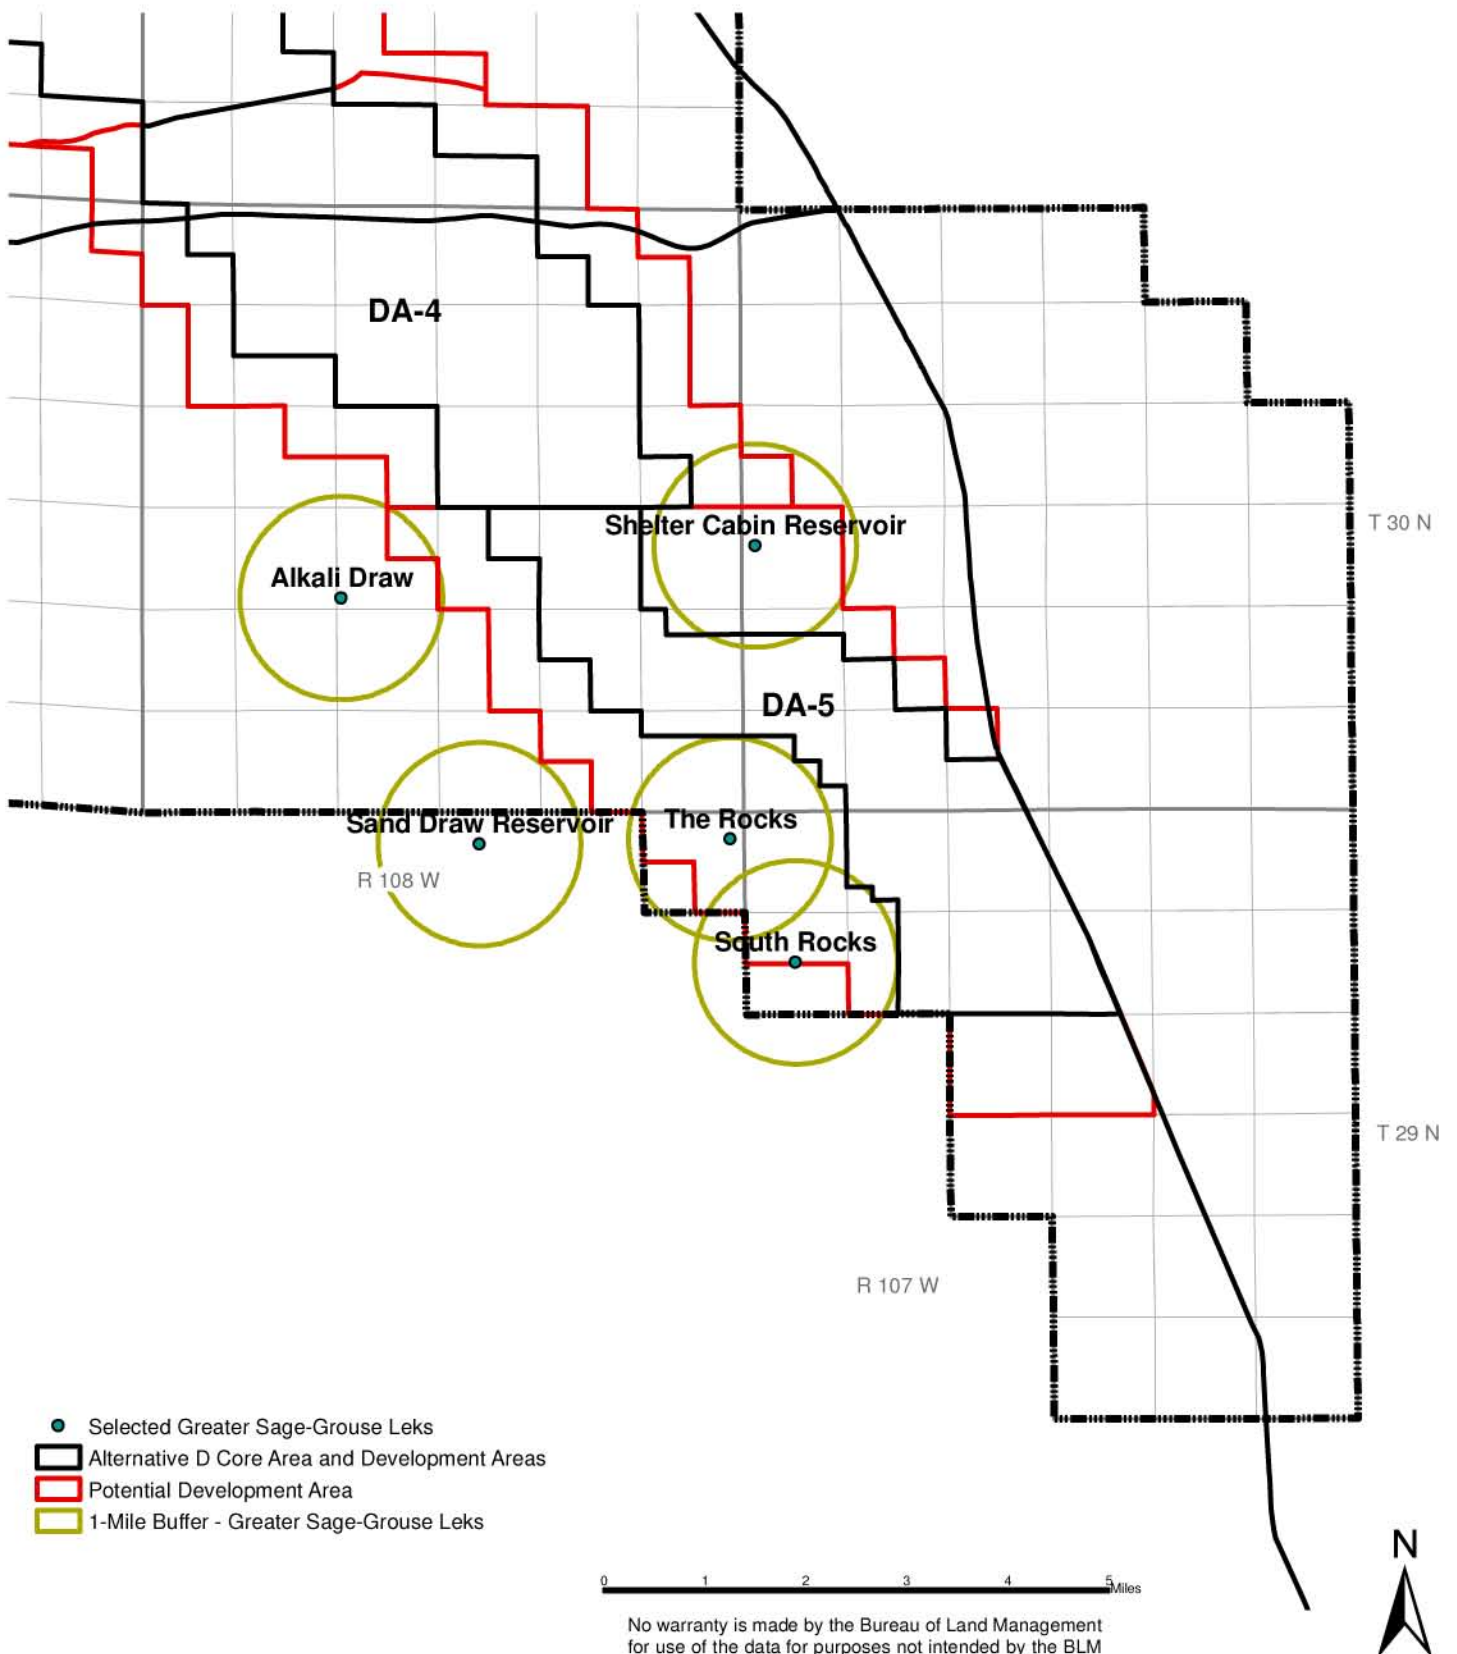 DA-4
T 30 N
Shelter Cabin Reservoir
Alkali Draw
DA-5
Sand Draw Reservoir
The Rocks
R 108 W
South Rocks
T 29 N
R 107 W
Selected Greater Sage-Grouse Leks
Alternative D Core Area and Development Areas
Potential Development Area
1-Mile Buffer - Greater Sage-Grouse Leks
N
0 1 2 3 4 5
Miles
No warranty is made by the Bureau of Land Management
for use of the data for purposes not intended by the BLM